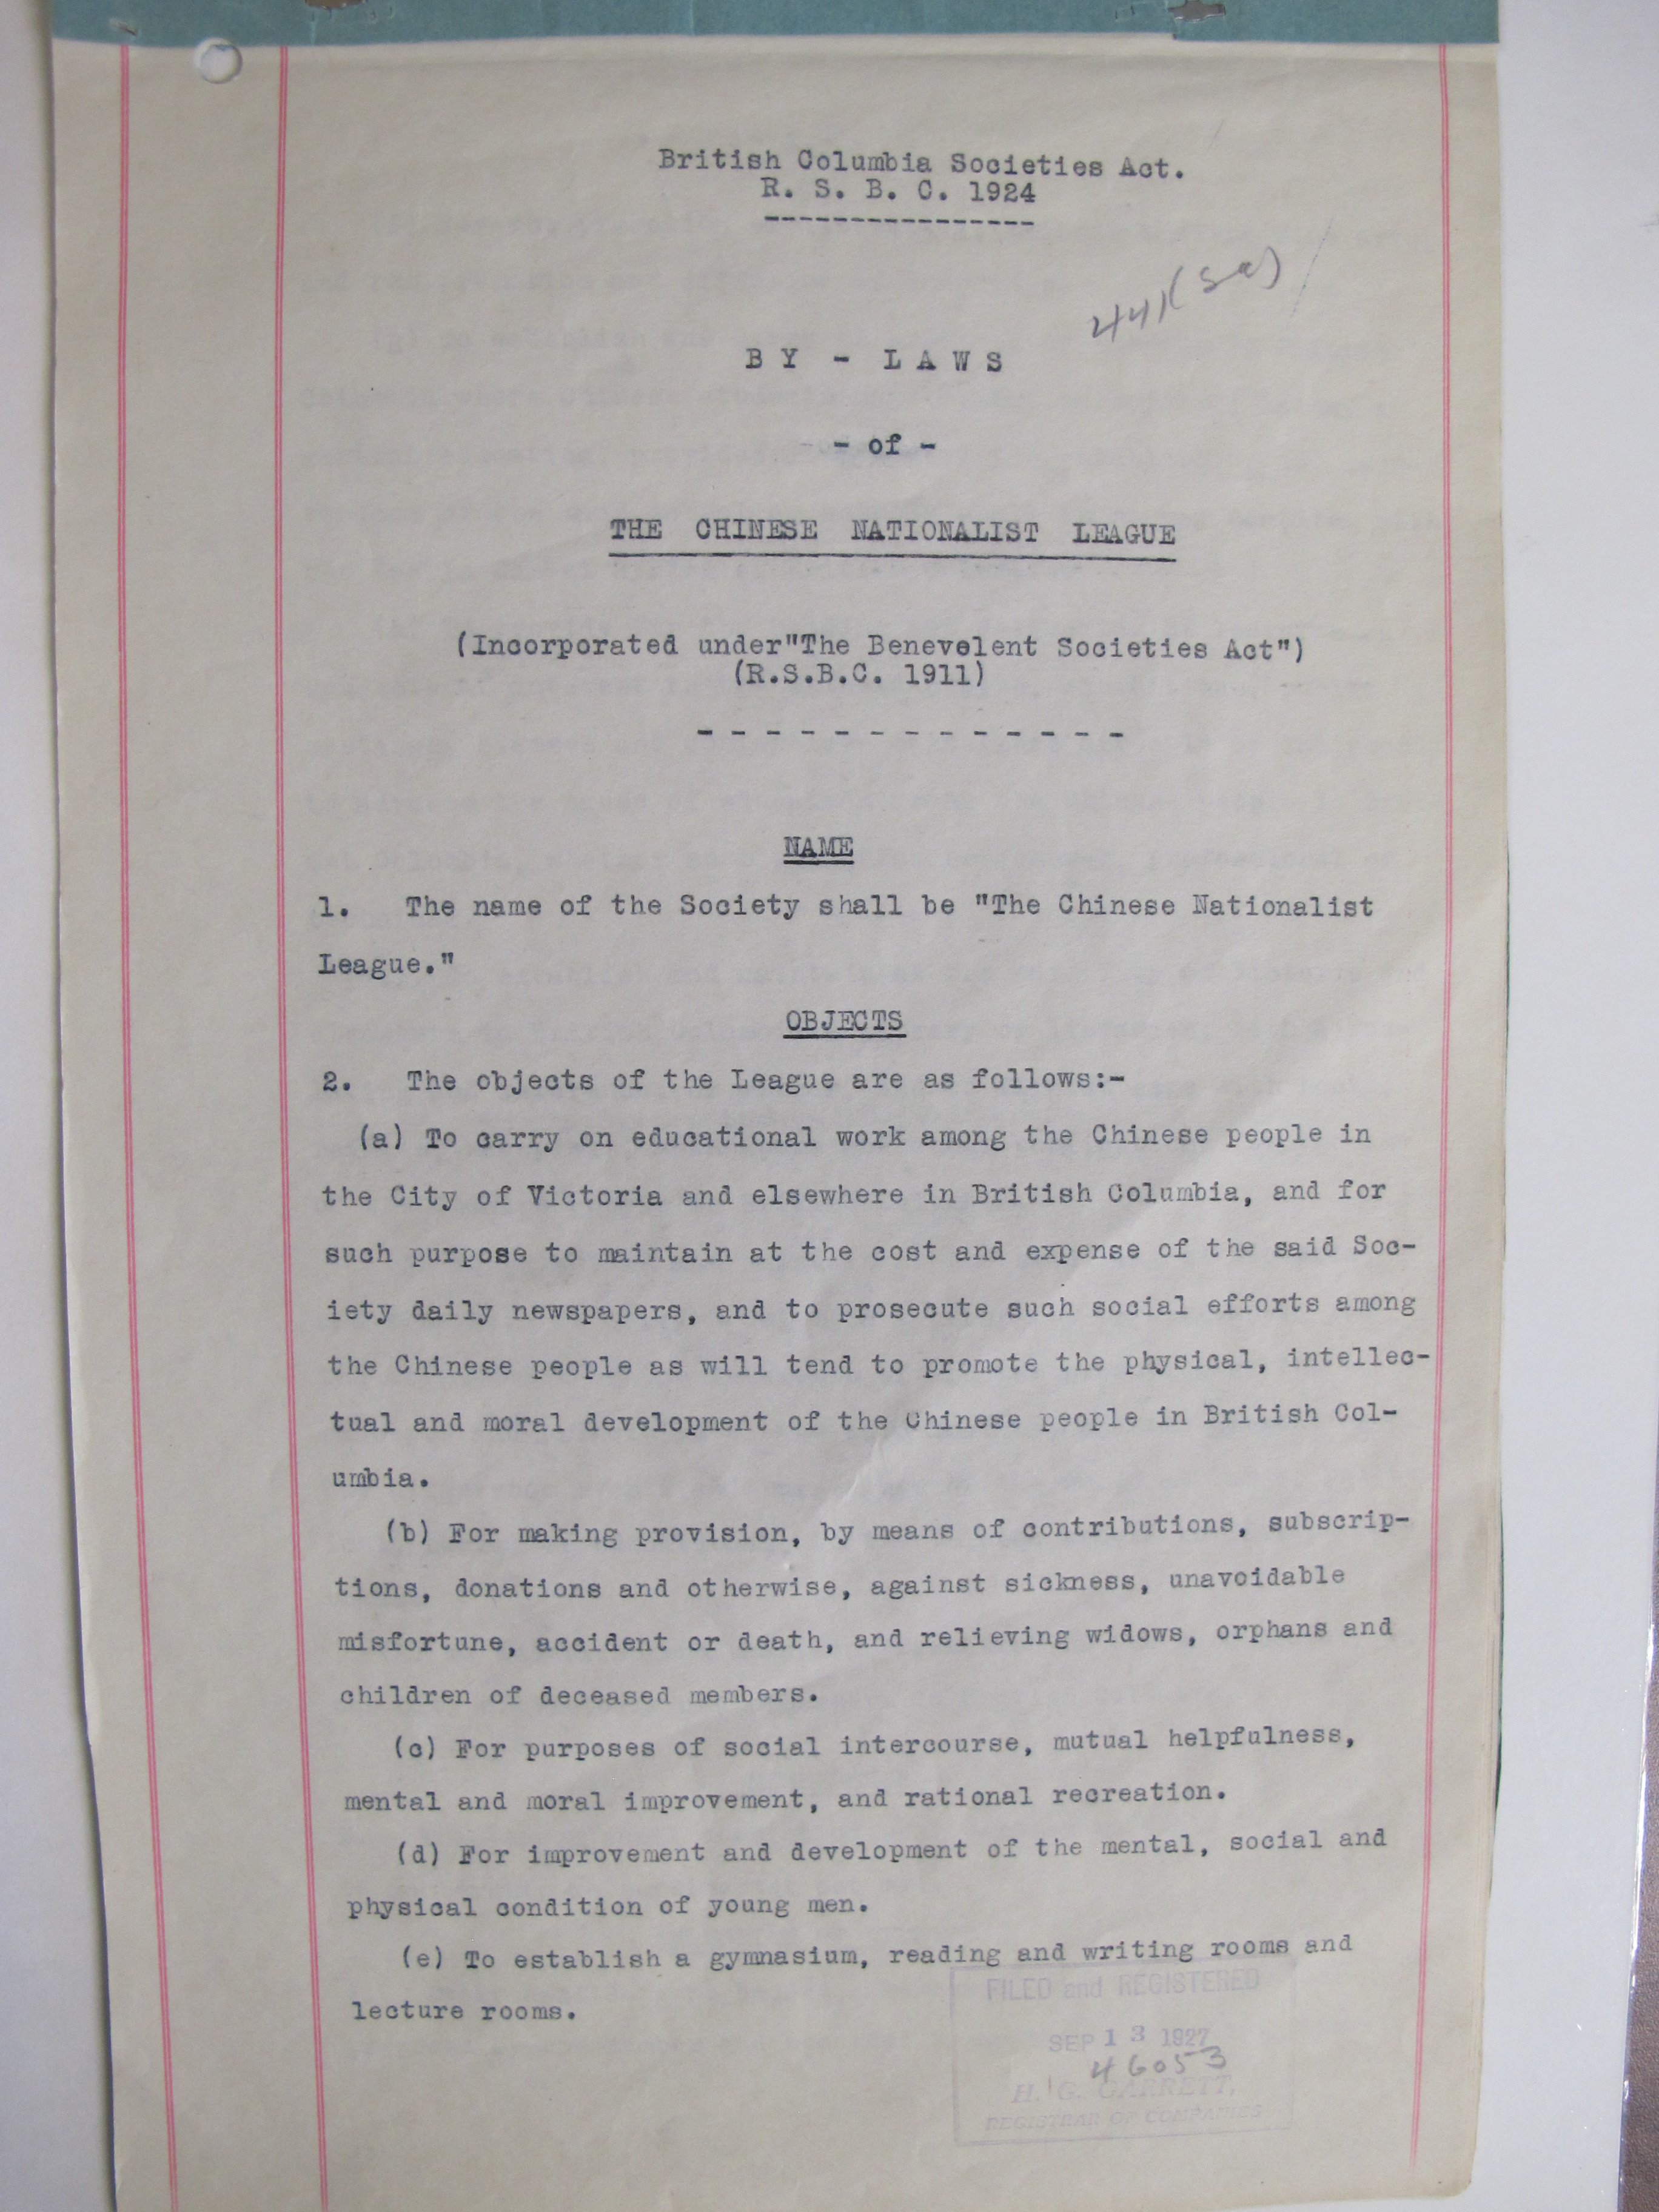 British Columbia Societies Act.
R. S. B. C. 1924
----------------
441(Sa)
B Y - L A W S
- of -
THE CHINESE NATIONALIST LEAGUE
(Incorporated under"The Benevelent Societies Act")
(R.S.B.C. 1911)
- - - - - - - - - - - - -
NAME
1. The name of the Society shall be "The Chinese Nationalist
League."
OBJECTS
2. The objects of the League are as follows:-
(a) To carry on educational work among the Chinese people in
the City of Victoria and elsewhere in British Columbia, and for
such purpose to maintain at the cost and expense of the said Soc-
iety daily newspapers, and to prosecute such social efforts among
the Chinese people as will tend to promote the physical, intellec-
tual and moral development of the Chinese people in British Col-
umbia.
(b) For making provision, by means of contributions, subscrip-
tions, donations and otherwise, against sickness, unavoidable
misfortune, accident or death, and relieving widows, orphans and
children of deceased members.
(c) For purposes of social intercourse, mutual helpfulness,
mental and moral improvement, and rational recreation.
(d) For improvement and development of the mental, social and
physical condition of young men.
(e) To establish a gymnasium, reading and writing rooms and
lecture rooms.
FILED and REGISTERED
SEP 13 1927
46053
H. G. GARRETT,
REGISTRAR OF COMPANIES